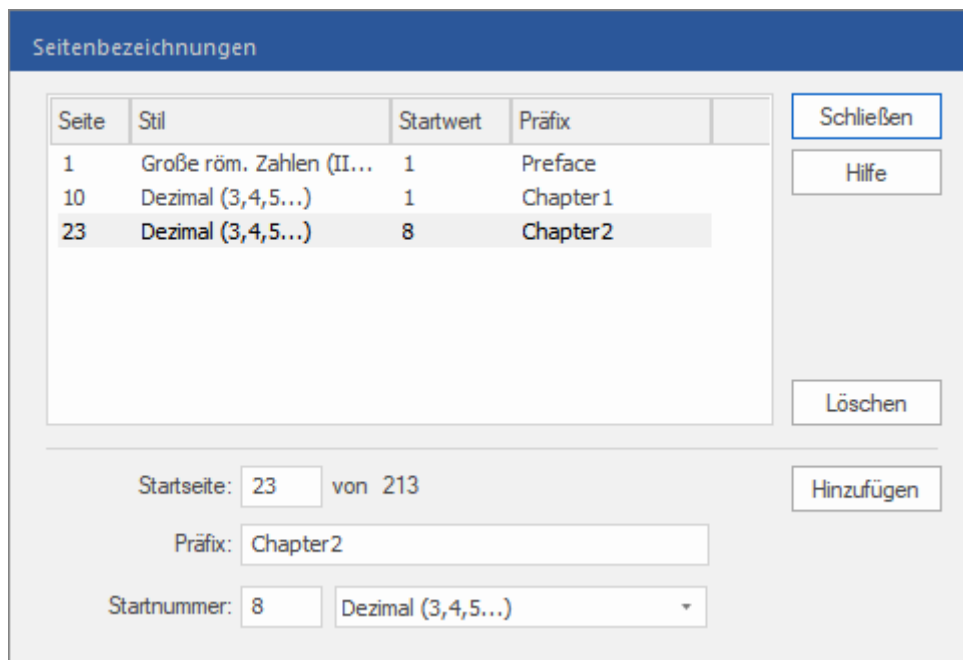 Seitenbezeichnungen
Seite Stil Startwert Präfix
Schließen
1 Große röm. Zahlen (II... 1 Preface
Hilfe
10 Dezimal (3,4,5...) 1 Chapter1
23 Dezimal (3,4,5...) 8 Chapter2
Löschen
Startseite: 23 von 213
Hinzufügen
Präfix: Chapter2
Startnummer: 8 Dezimal (3,4,5...)